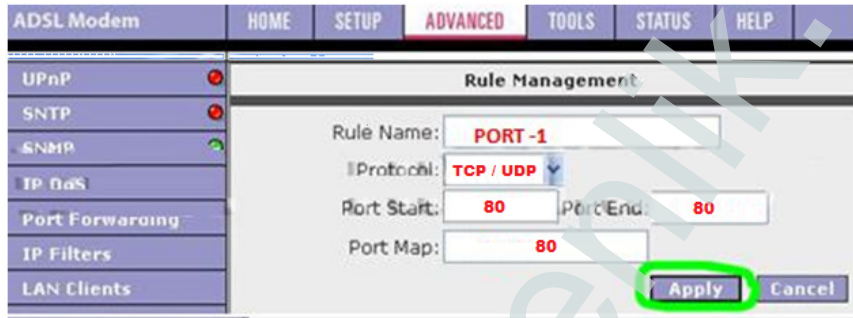 ADSL Modem HOME SETUP ADVANCED TOOLS STATUS HELP
UPnP
Rule Management
SNTP
SNMP
Rule Name: PORT -1
Protocol: TCP / UDP
IP QoS
Port Start: 80 Port End: 80
Port Forwarding
Port Map: 80
IP Filters
LAN Clients
Apply Cancel
enlik.